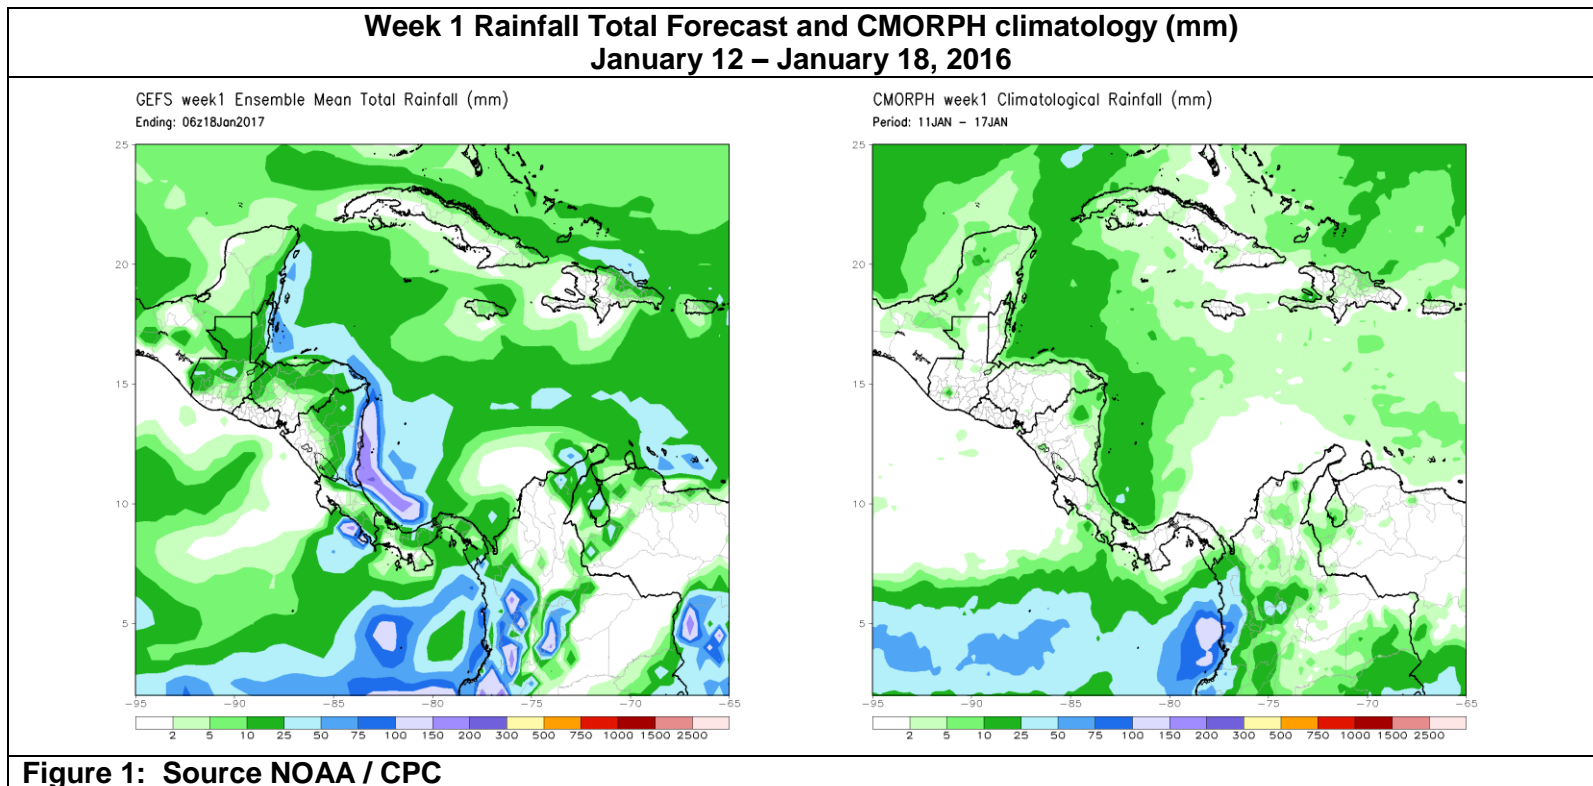 Week 1 Rainfall Total Forecast and CMORPH climatology (mm)
January 12 – January 18, 2016
GEFS week1 Ensemble Mean Total Rainfall (mm)
Ending: 06z18Jan2017
25
20
15
10
5
-95 -90 -85 -80 -75 -70 -65
2 5 10 25 50 75 100 150 200 300 500 750 1000 1500 2500
CMORPH week1 Climatological Rainfall (mm)
Period: 11JAN - 17JAN
25
20
15
10
5
-95 -90 -85 -80 -75 -70 -65
2 5 10 25 50 75 100 150 200 300 500 750 1000 1500 2500
Figure 1: Source NOAA / CPC